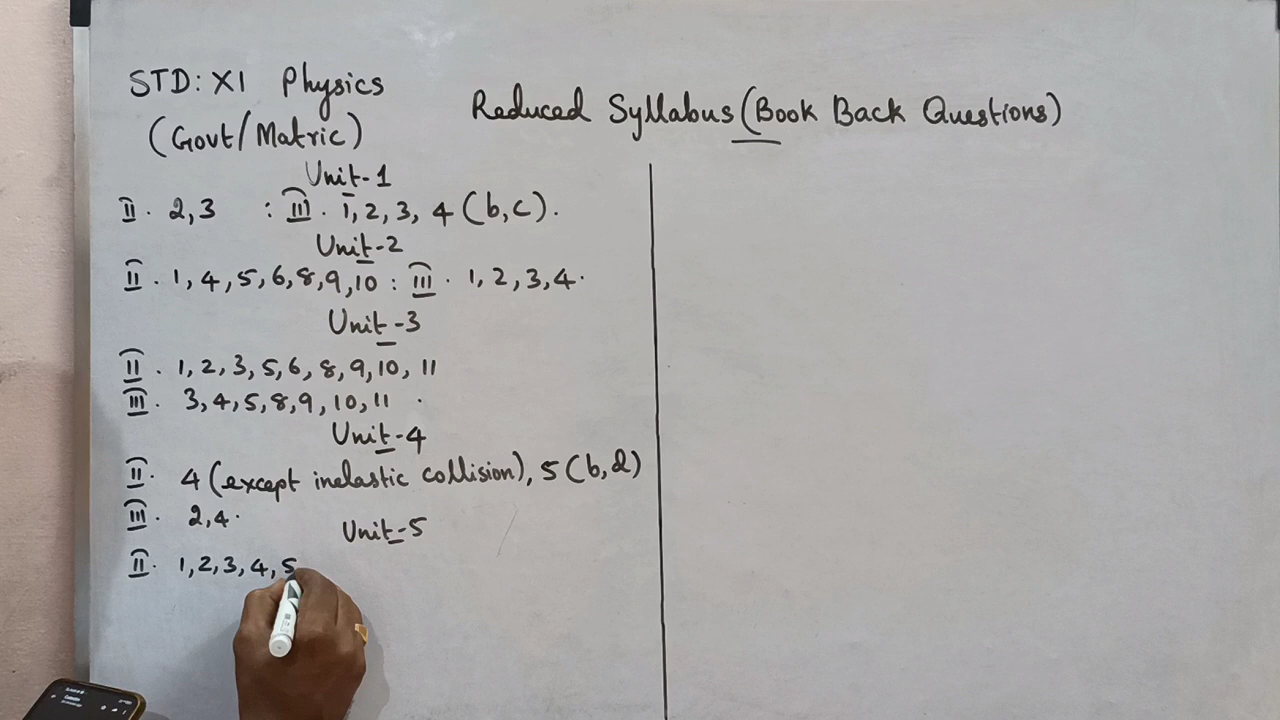 STD: XI Physics
(Govt/Matric)
Reduced Syllabus (Book Back Questions)
Unit-1
II. 2,3 : III. 1,2,3, 4 (b,c).
Unit-2
II. 1,4,5,6,8,9,10 : III. 1,2,3,4.
Unit-3
II. 1,2,3,5,6,8,9,10,11
III. 3,4,5,8,9,10,11.
Unit-4
II. 4 (except inelastic collision), 5 (b,d)
III. 2,4.
Unit-5
II. 1,2,3,4,5